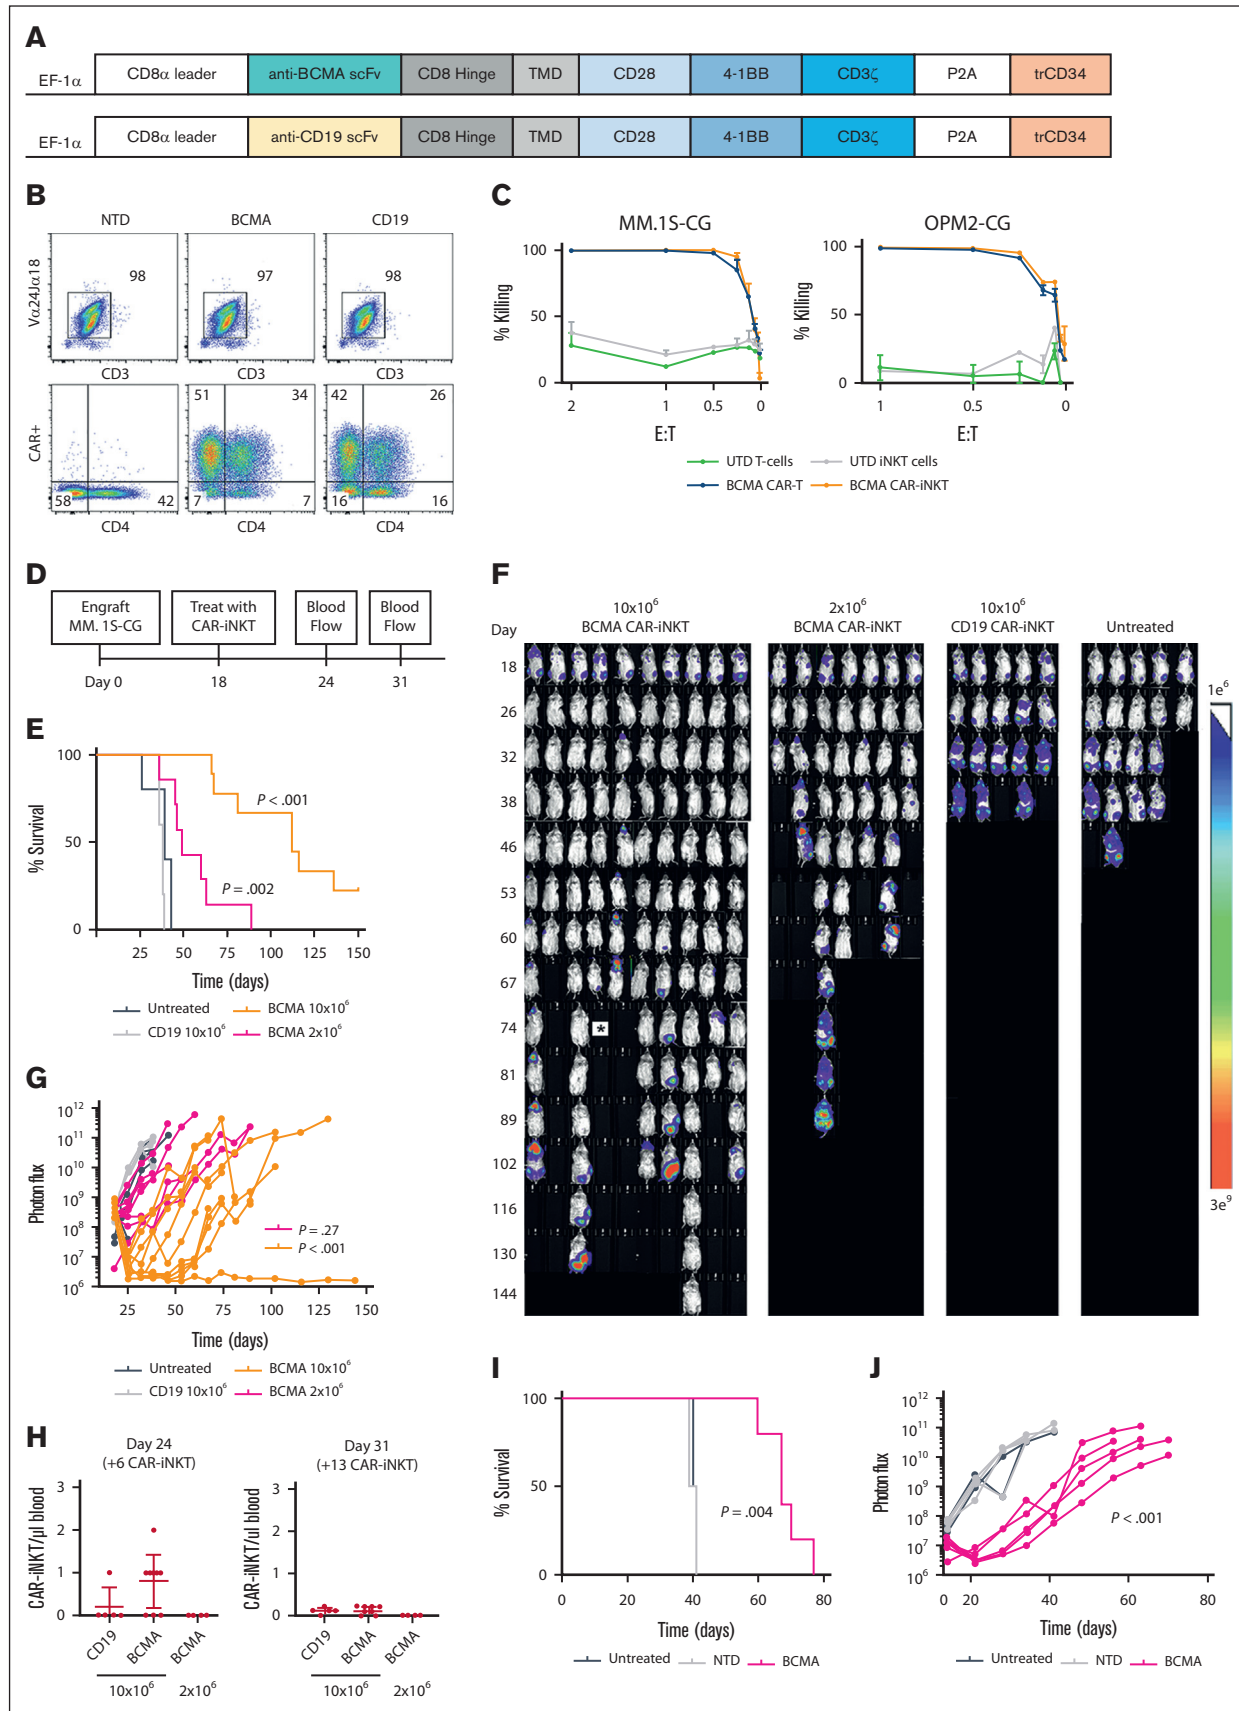 A
EF-1α CD8α leader anti-BCMA scFv CD8 Hinge TMD CD28 4-1BB CD3ζ P2A trCD34
EF-1α CD8α leader anti-CD19 scFv CD8 Hinge TMD CD28 4-1BB CD3ζ P2A trCD34
B
NTD BCMA CD19
Vα24Jα18
98 97 98
CD3 CD3 CD3
CAR+
51 34 42 26
58 42 7 7 16 16
CD4 CD4 CD4
C
MM.1S-CG
% Killing
100
50
0
2 1 0.5 0
E:T
OPM2-CG
% Killing
100
50
0
1 0.5 0
E:T
UTD T-cells UTD iNKT cells
BCMA CAR-T BCMA CAR-iNKT
D
Engraft
MM. 1S-CG
Treat with
CAR-iNKT
Blood
Flow
Blood
Flow
Day 0 18 24 31
E
% Survival
100
50
0
P < .001
P = .002
0 25 50 75 100 125 150
Time (days)
Untreated BCMA 10x10⁶
CD19 10x10⁶ BCMA 2x10⁶
F
10x10⁶
BCMA CAR-iNKT
2x10⁶
BCMA CAR-iNKT
10x10⁶
CD19 CAR-iNKT
Untreated
Day
18
26
32
38
46
53
60
67
74
*
81
89
102
116
130
144
1e⁶
3e⁹
G
Photon flux
10¹²
10¹¹
10¹⁰
10⁹
10⁸
10⁷
10⁶
P = .27
P < .001
25 50 75 100 125 150
Time (days)
Untreated BCMA 10x10⁶
CD19 10x10⁶ BCMA 2x10⁶
H
Day 24
(+6 CAR-iNKT)
CAR-iNKT/μl blood
3
2
1
0
CD19 BCMA BCMA
10x10⁶ 2x10⁶
Day 31
(+13 CAR-iNKT)
CAR-iNKT/ul blood
3
2
1
0
CD19 BCMA BCMA
10x10⁶ 2x10⁶
I
% Survival
100
50
0
P = .004
0 20 40 60 80
Time (days)
Untreated NTD BCMA
J
Photon flux
10¹²
10¹¹
10¹⁰
10⁹
10⁸
10⁷
10⁶
P < .001
0 20 40 60 80
Time (days)
Untreated NTD BCMA